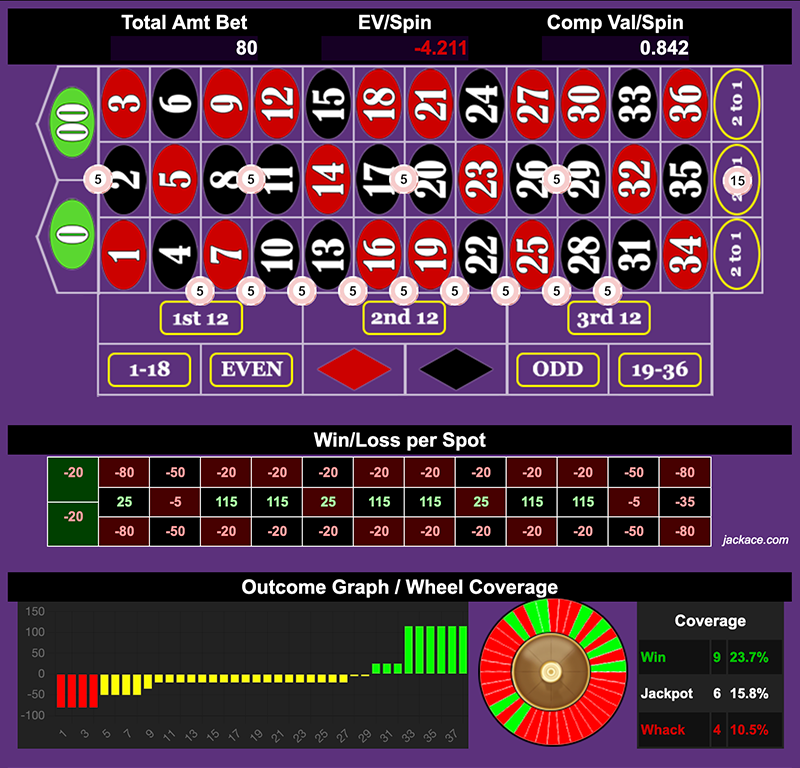 Total Amt Bet EV/Spin Comp Val/Spin
80 -4.211 0.842
00 3 6 9 12 15 18 21 24 27 30 33 36 2 to 1
5 2 5 8 5 11 14 17 5 20 23 26 5 29 32 35 15
0 1 4 7 10 13 16 19 22 25 28 31 34 2 to 1
5 5 5 5 5 5 5 5 5
1st 12 2nd 12 3rd 12
1-18 EVEN ODD 19-36
Win/Loss per Spot
-20 -80 -50 -20 -20 -20 -20 -20 -20 -20 -20 -50 -80
25 -5 115 115 25 115 115 25 115 115 -5 -35
-20 -80 -50 -20 -20 -20 -20 -20 -20 -20 -20 -50 -80
jackace.com
Outcome Graph / Wheel Coverage
150
100
50
0
-50
-100
1 3 5 7 9 11 13 15 17 19 21 23 25 27 29 31 33 35 37
Coverage
Win 9 23.7%
Jackpot 6 15.8%
Whack 4 10.5%